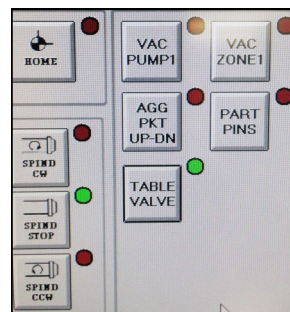 HOME
VAC
PUMP1
VAC
ZONE1
AGG
PKT
UP-DN
PART
PINS
SPIND
CW
TABLE
VALVE
SPIND
STOP
SPIND
CCW